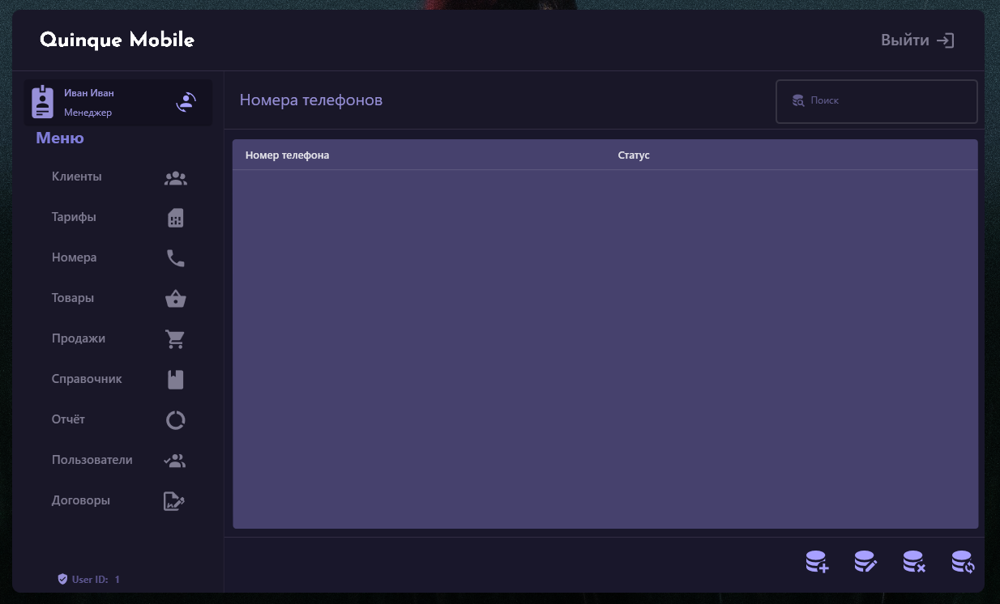 Quinque Mobile
Выйти
Иван Иван
Менеджер
Меню
Клиенты
Тарифы
Номера
Товары
Продажи
Справочник
Отчёт
Пользователи
Договоры
User ID: 1
Номера телефонов
Поиск
Номер телефона Статус